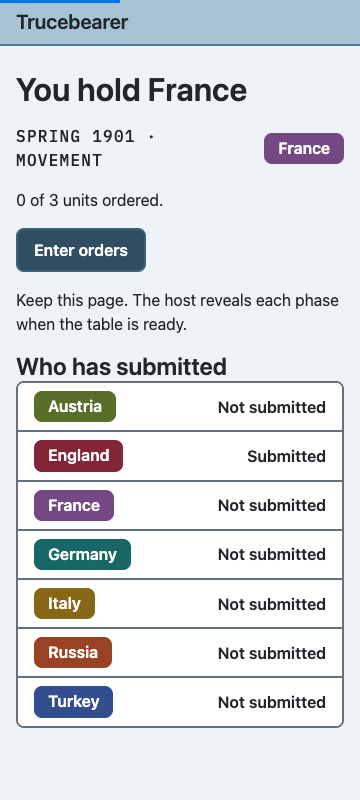 Trucebearer
You hold France
SPRING 1901 ·
MOVEMENT
France
0 of 3 units ordered.
Enter orders
Keep this page. The host reveals each phase
when the table is ready.
Who has submitted
Austria Not submitted
England Submitted
France Not submitted
Germany Not submitted
Italy Not submitted
Russia Not submitted
Turkey Not submitted